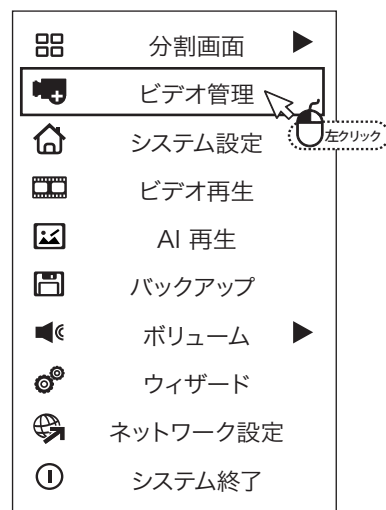 分割画面
ビデオ管理
左クリック
システム設定
ビデオ再生
AI 再生
バックアップ
ボリューム
ウィザード
ネットワーク設定
システム終了